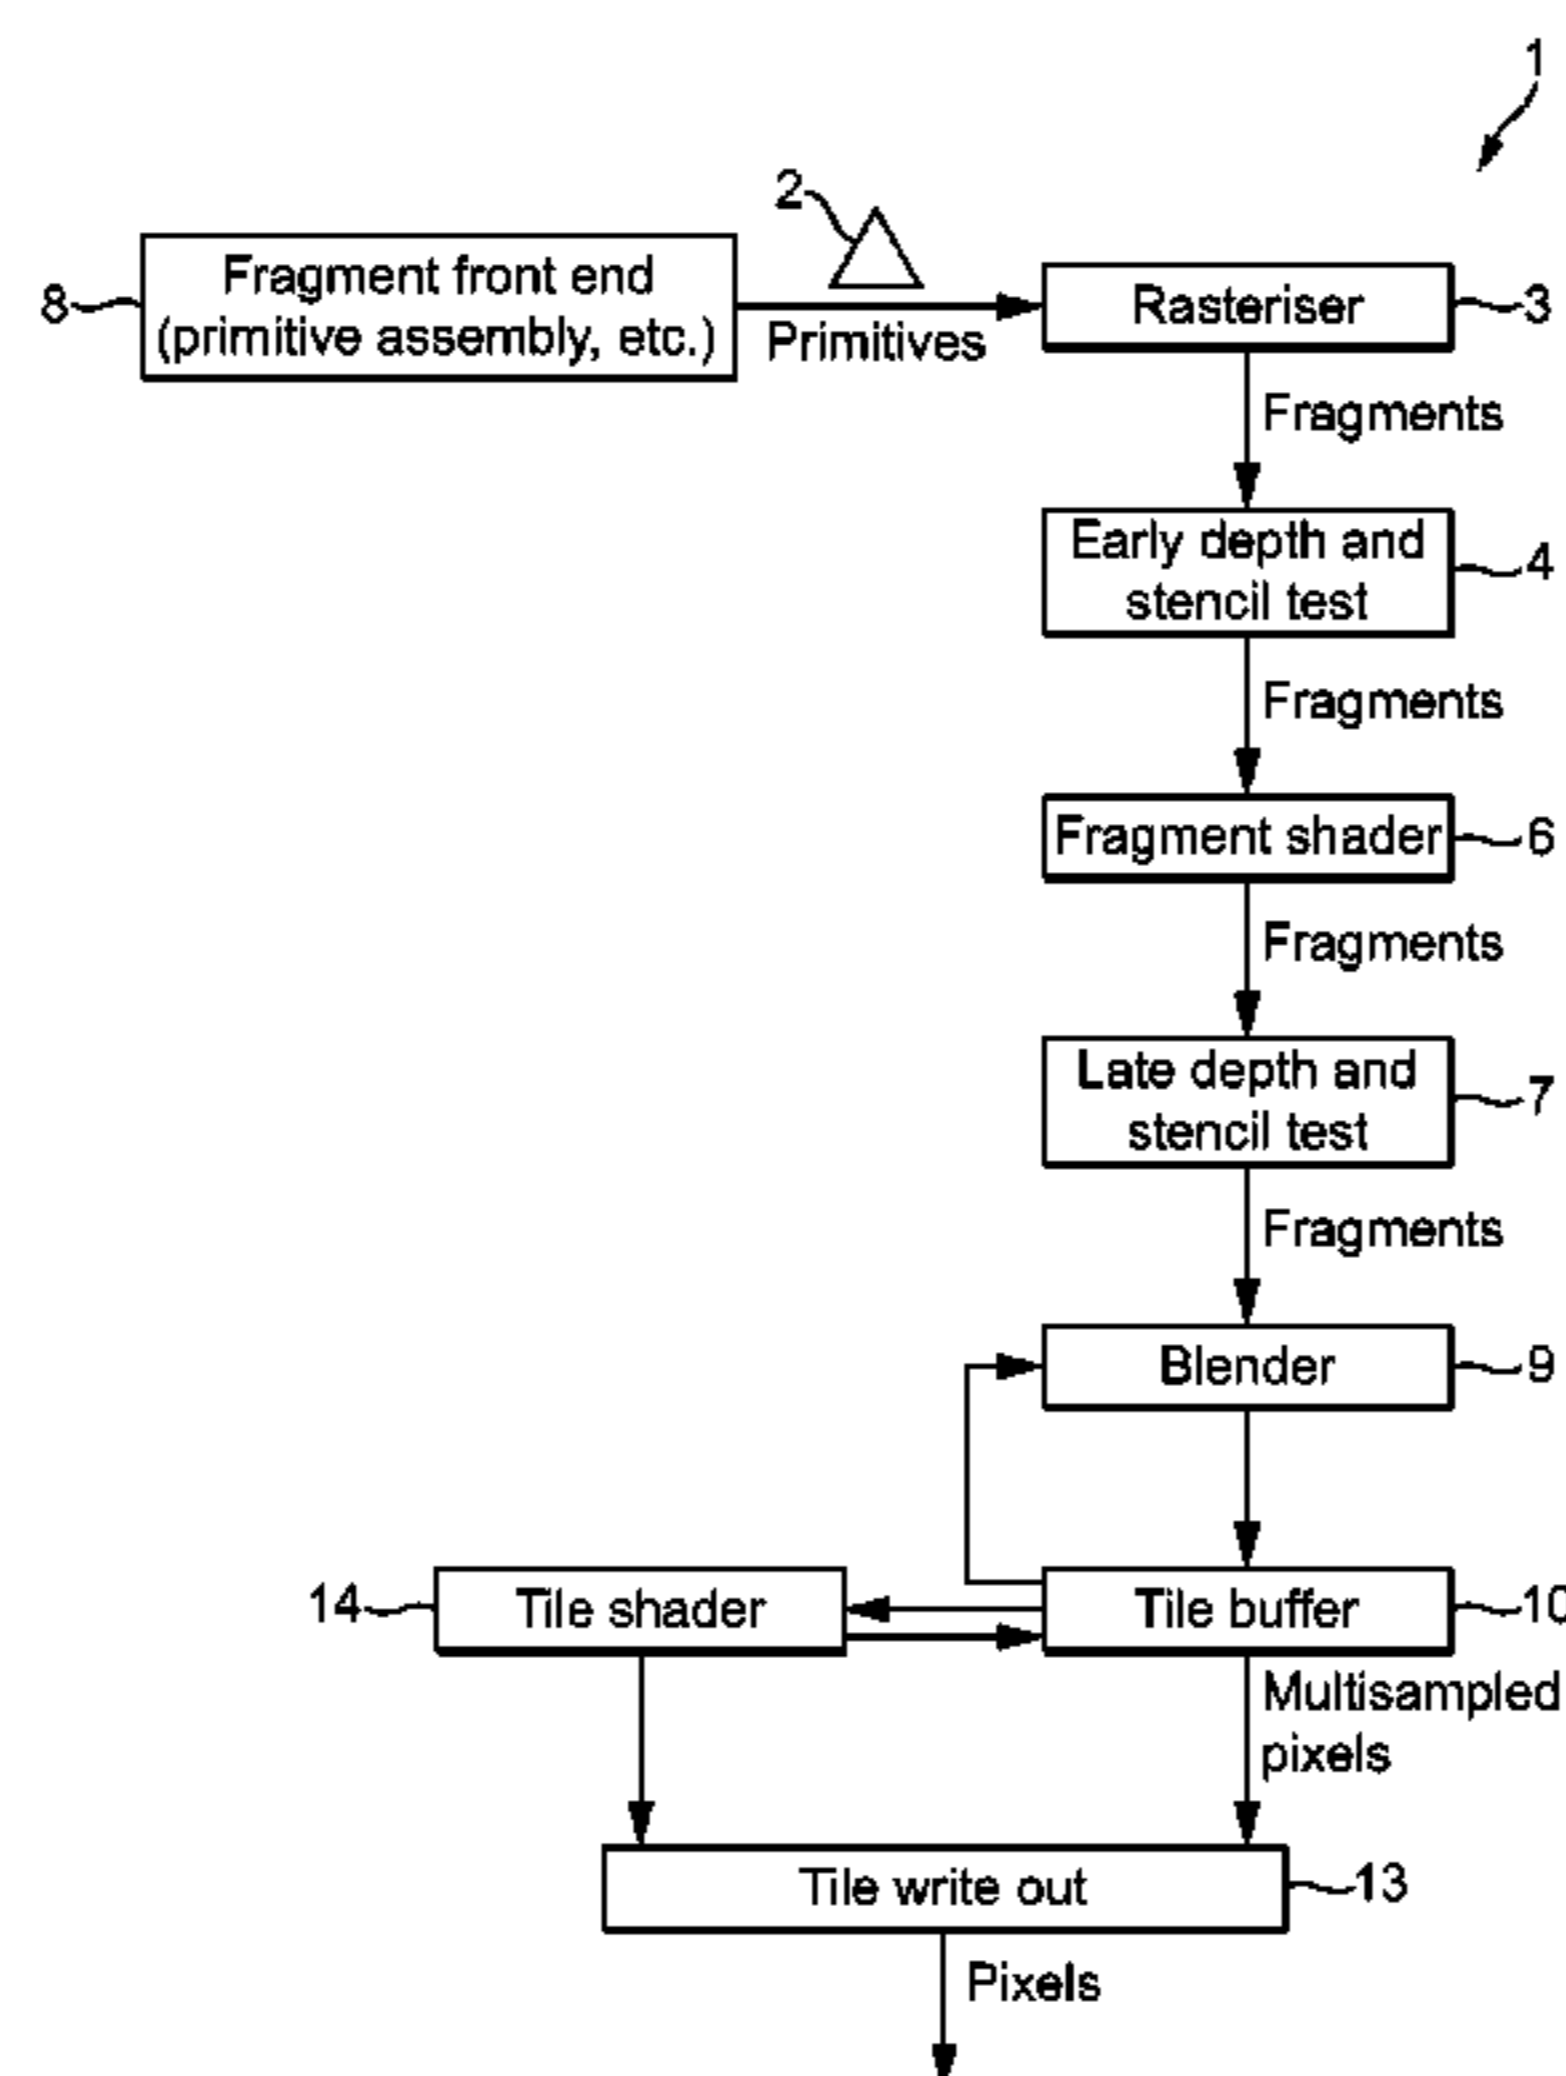 1
2
8
Fragment front end
(primitive assembly, etc.)
Primitives
Rasteriser
3
Fragments
Early depth and
stencil test
4
Fragments
Fragment shader
6
Fragments
Late depth and
stencil test
7
Fragments
Blender
9
14
Tile shader
Tile buffer
10
Multisampled
pixels
Tile write out
13
Pixels